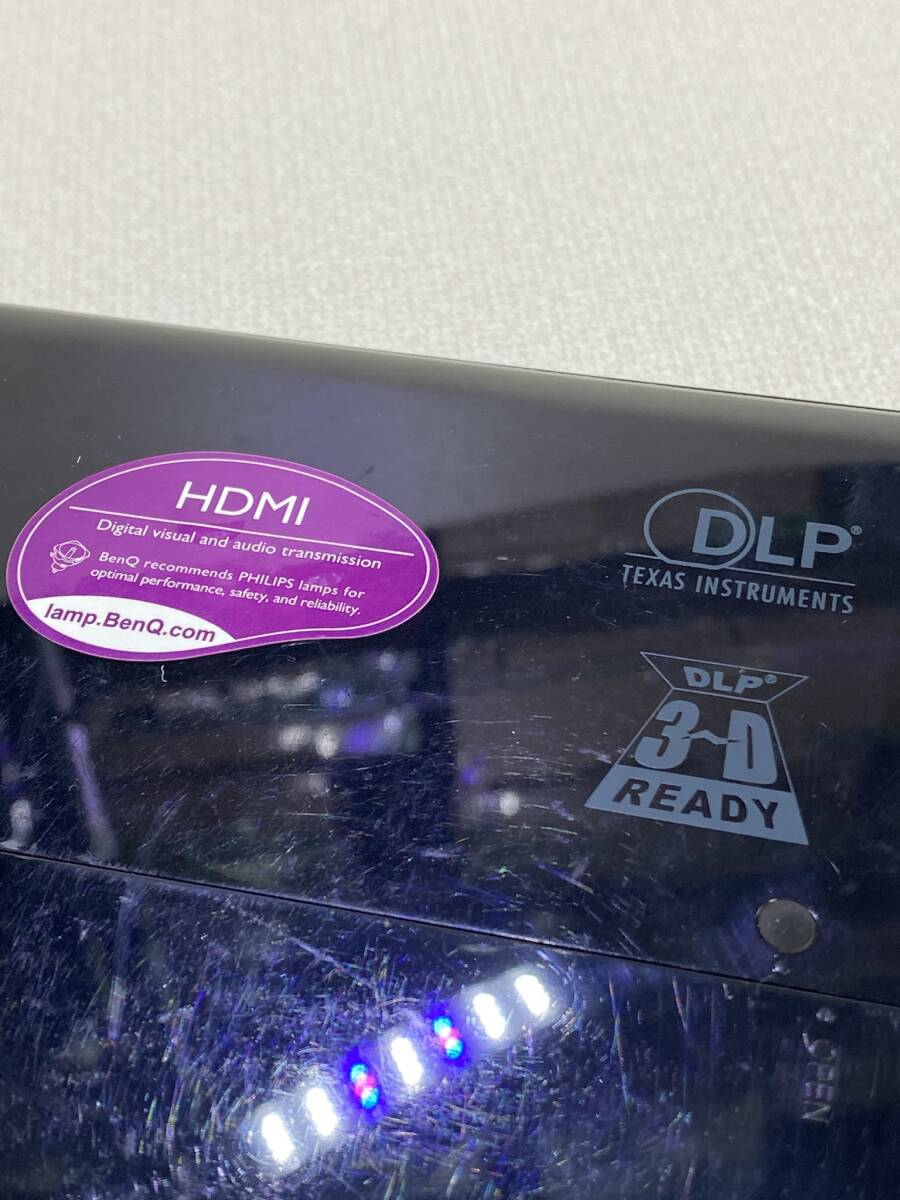 HDMI
Digital visual and audio transmission
BenQ recommends PHILIPS lamps for
optimal performance, safety, and reliability.
lamp.BenQ.com
DLP®
TEXAS INSTRUMENTS
DLP®
3-D
READY
OPEN